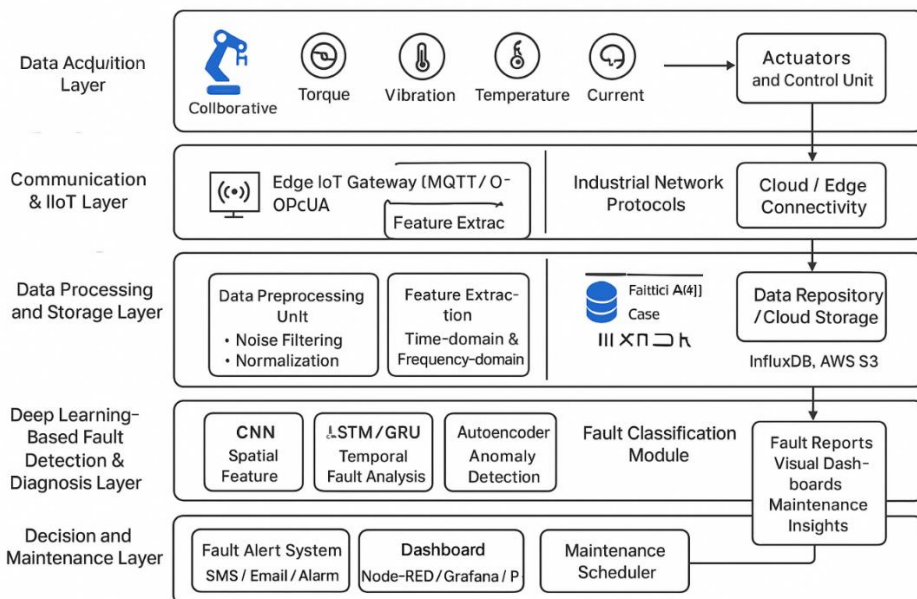 Data Acquition
Layer
Collborative
Torque
Vibration
Temperature
Current
Actuators
and Control Unit
Communication
& IIoT Layer
Edge IoT Gateway (MQTT / O-
OPcUA
Feature Extrac
Industrial Network
Protocols
Cloud / Edge
Connectivity
Data Processing
and Storage Layer
Data Preprocessing
Unlt
• Noise Filtering
• Normalization
Feature Extrac-
tion
Time-domain &
Frequency-domain
Case
Data Repository
/Cloud Storage
InfluxDB, AWS S3
Deep Learning-
Based Fault
Detection &
Diagnosis Layer
CNN
Spatial
Feature
LSTM/GRU
Temporal
Fault Analysis
Autoencoder
Anomaly
Detection
Fault Classification
Module
Fault Reports
Visual Dash-
boards
Maintenance
Insights
Decision and
Maintenance Layer
Fault Alert System
SMS / Email / Alarm
Dashboard
Node-RED / Grafana / P.
Maintenance
Scheduler